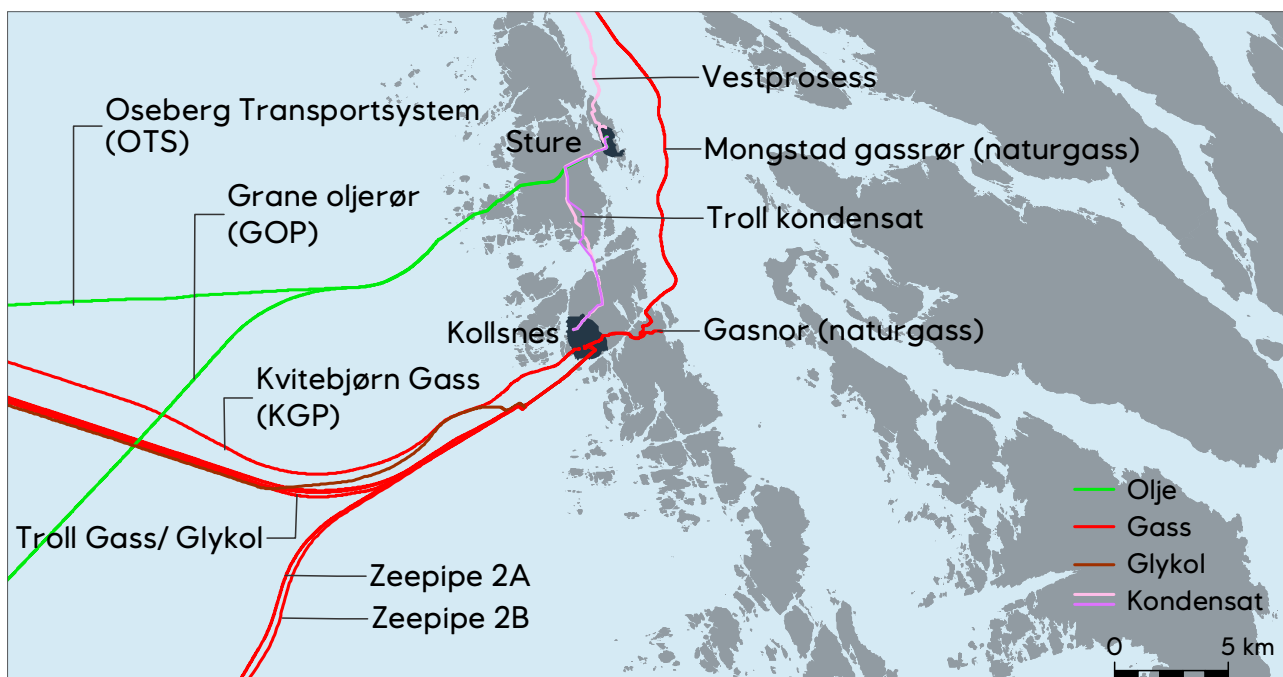 Vestprosess
Oseberg Transportsystem
(OTS)
Sture
Mongstad gassrør (naturgass)
Grane oljerør
(GOP)
Troll kondensat
Kollsnes
Gasnor (naturgass)
Kvitebjørn Gass
(KGP)
Troll Gass/ Glykol
Zeepipe 2A
Zeepipe 2B
Olje
Gass
Glykol
Kondensat
0 5 km